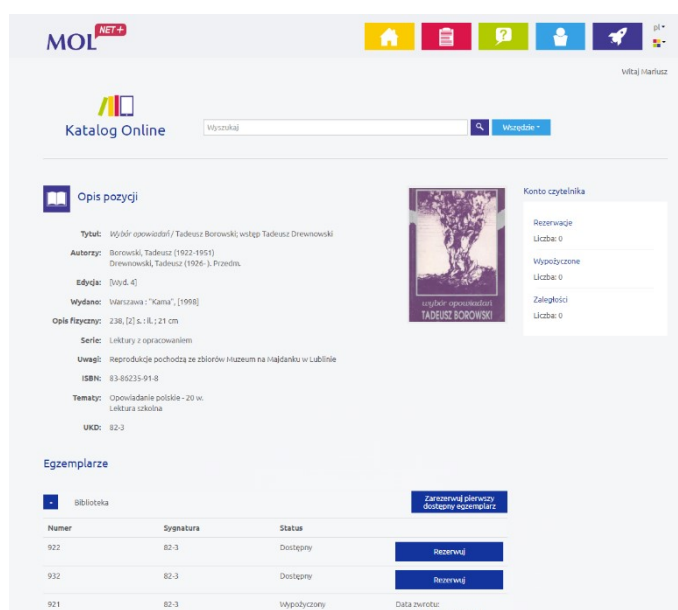 MOL NET+
pl
Witaj Mariusz
Katalog Online
Wyszukaj
Wszędzie
Opis pozycji
Tytuł: Wybór opowiadań / Tadeusz Borowski; wstęp Tadeusz Drewnowski
Autorzy: Borowski, Tadeusz (1922-1951)
Drewnowski, Tadeusz (1926- ). Przedm.
Edycja: [Wyd. 4]
Wydano: Warszawa : "Kama", [1998]
Opis fizyczny: 238, [2] s. : il. ; 21 cm
Serie: Lektury z opracowaniem
Uwagi: Reprodukcje pochodzą ze zbiorów Muzeum na Majdanku w Lublinie
ISBN: 83-86235-91-8
Tematy: Opowiadanie polskie - 20 w.
Lektura szkolna
UKD: 82-3
wybór opowiadań
TADEUSZ BOROWSKI
Konto czytelnika
Rezerwacje
Liczba: 0
Wypożyczone
Liczba: 0
Zaległości
Liczba: 0
Egzemplarze
- Biblioteka
Zarezerwuj pierwszy
dostępny egzemplarz
Numer Sygnatura Status
922 82-3 Dostępny Rezerwuj
932 82-3 Dostępny Rezerwuj
921 82-3 Wypożyczony Data zwrotu: